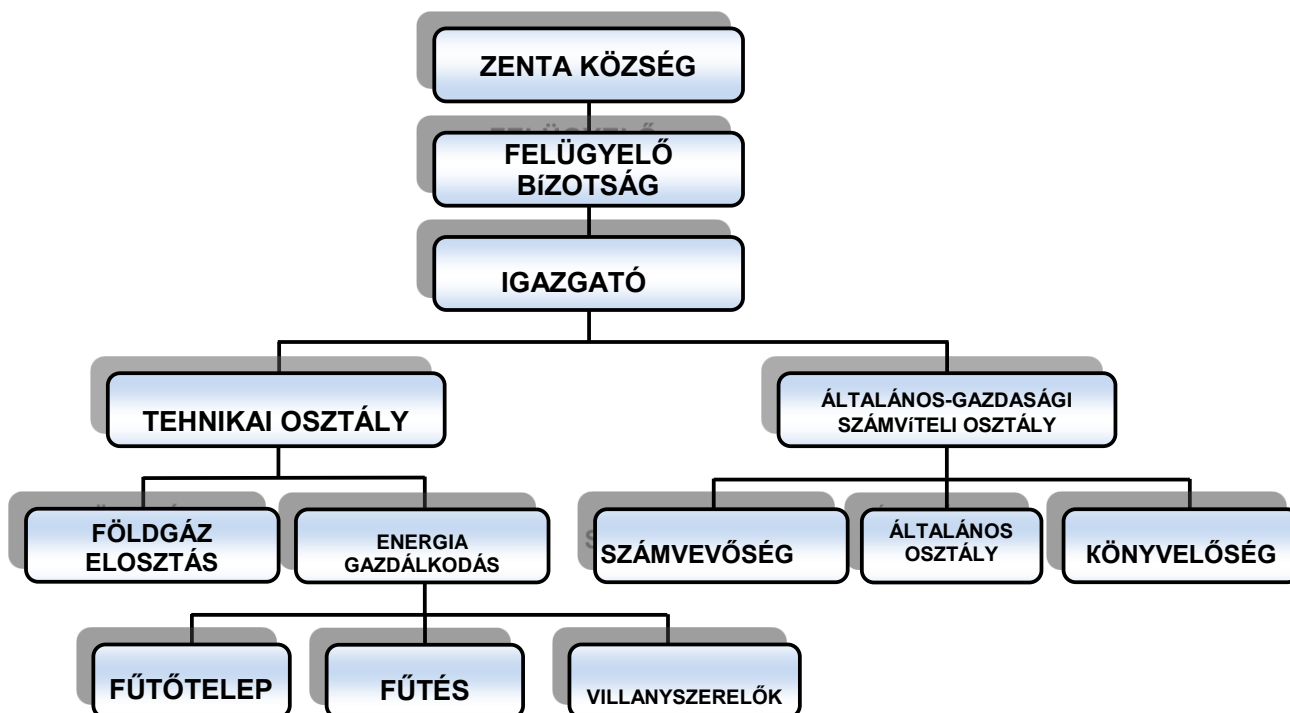 ZENTA KÖZSÉG
FELÜGYELŐ
BíZOTSÁG
IGAZGATÓ
TEHNIKAI OSZTÁLY
ÁLTALÁNOS-GAZDASÁGI
SZÁMVíTELI OSZTÁLY
FÖLDGÁZ
ELOSZTÁS
ENERGIA
GAZDÁLKODÁS
SZÁMVEVŐSÉG
ÁLTALÁNOS
OSZTÁLY
KÖNYVELŐSÉG
FŰTŐTELEP
FŰTÉS
VILLANYSZERELŐK